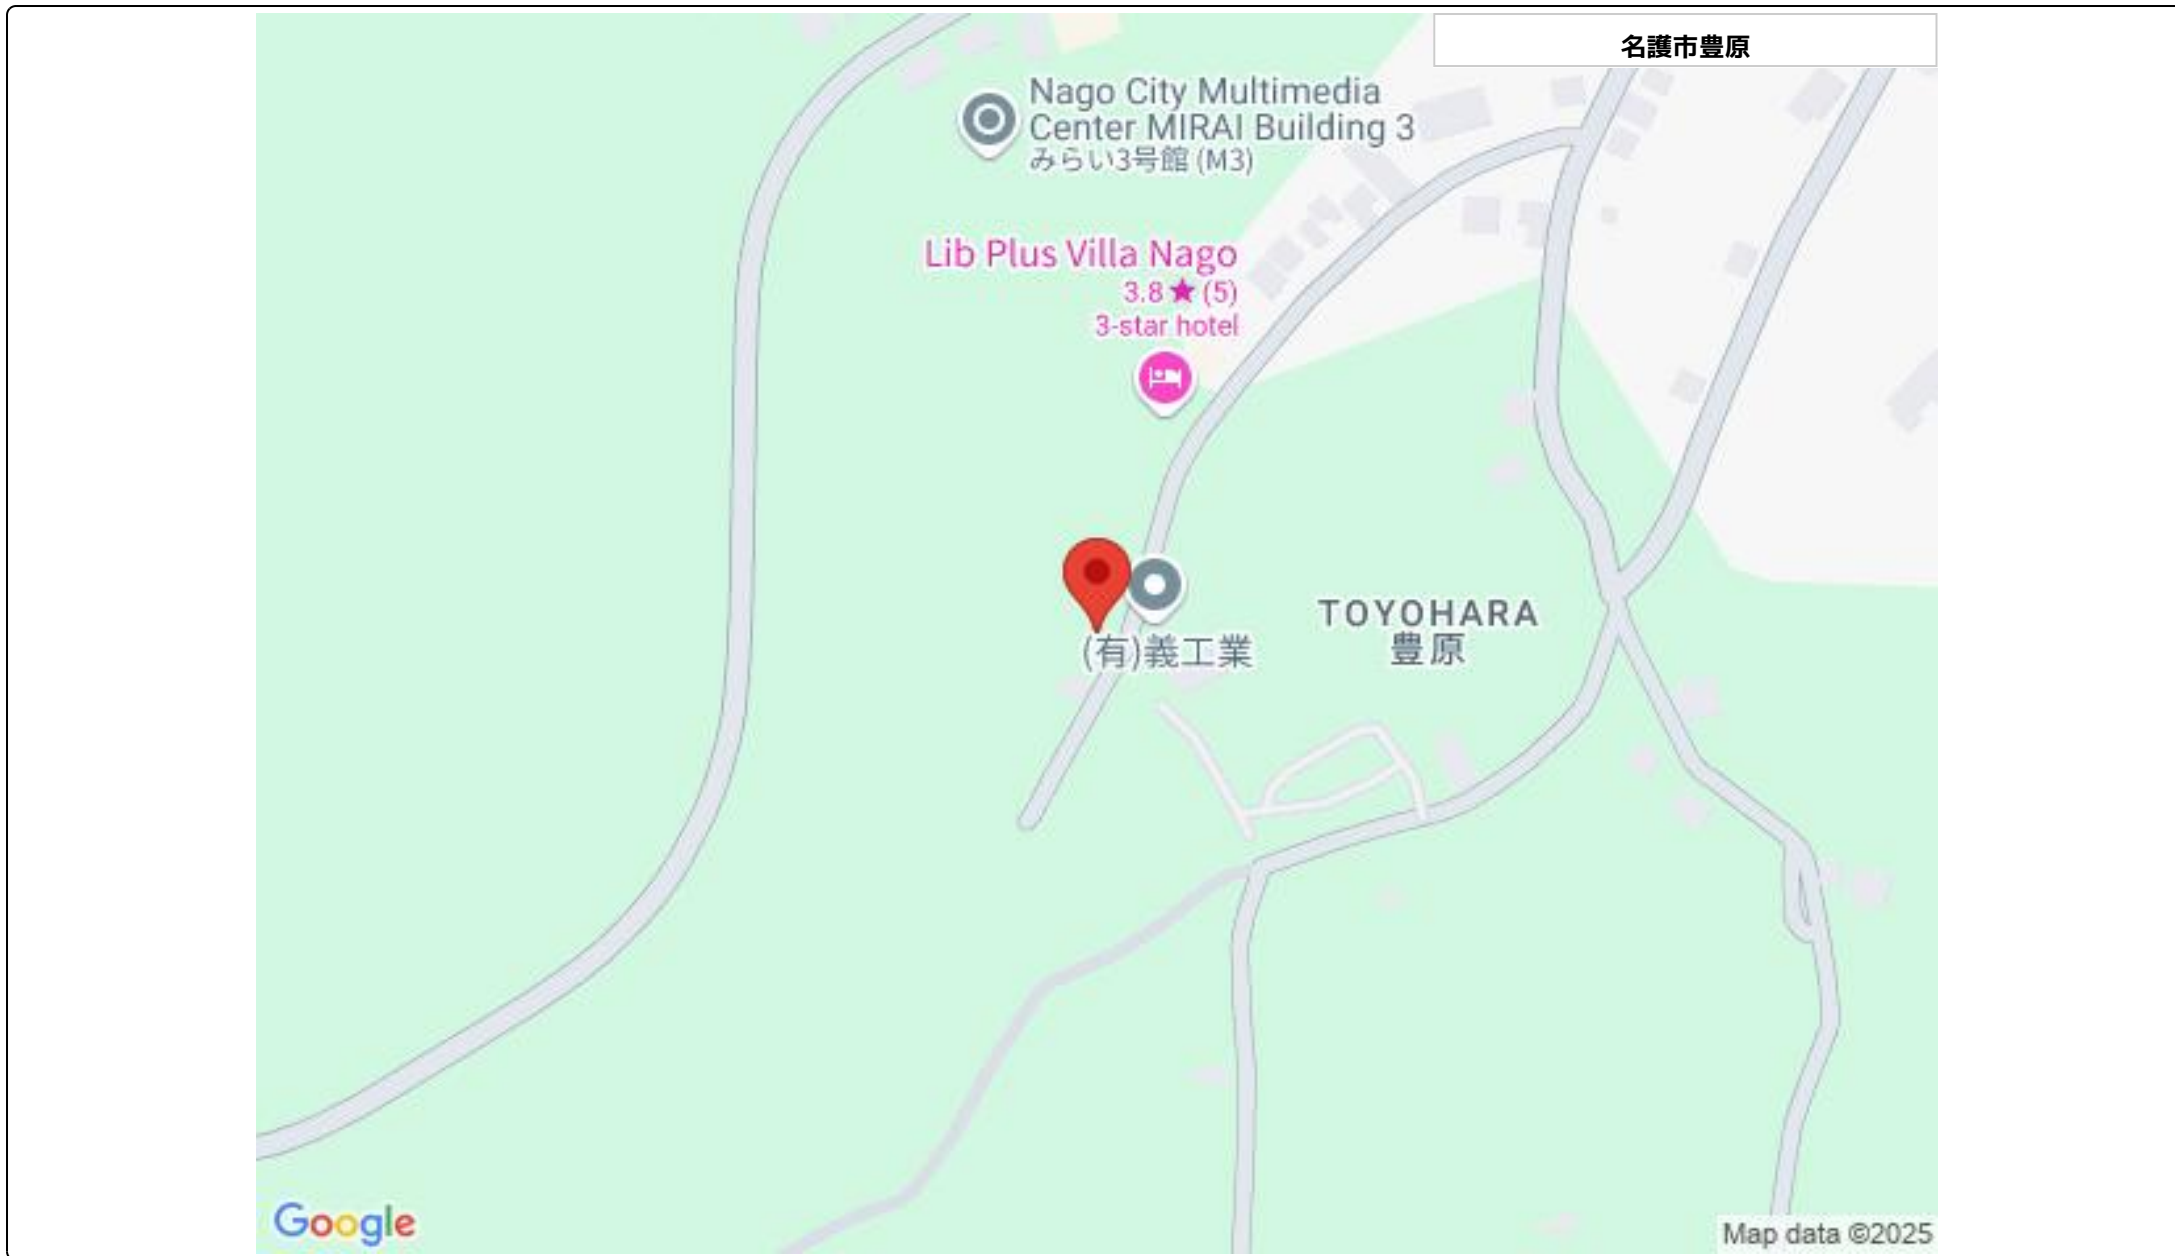 名護市豊原
Nago City Multimedia
Center MIRAI Building 3
みらい3号館 (M3)
Lib Plus Villa Nago
3.8★(5)
3-star hotel
(有)義工業
TOYOHARA
豊原
Google
Map data ©2025